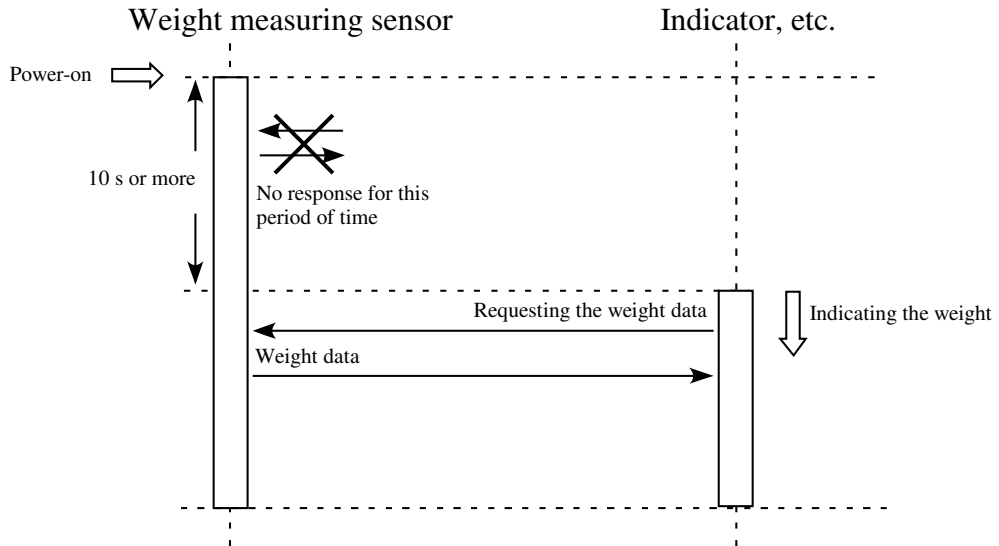 Weight measuring sensor
Indicator, etc.
Power-on
10 s or more
No response for this
period of time
Requesting the weight data
Indicating the weight
Weight data